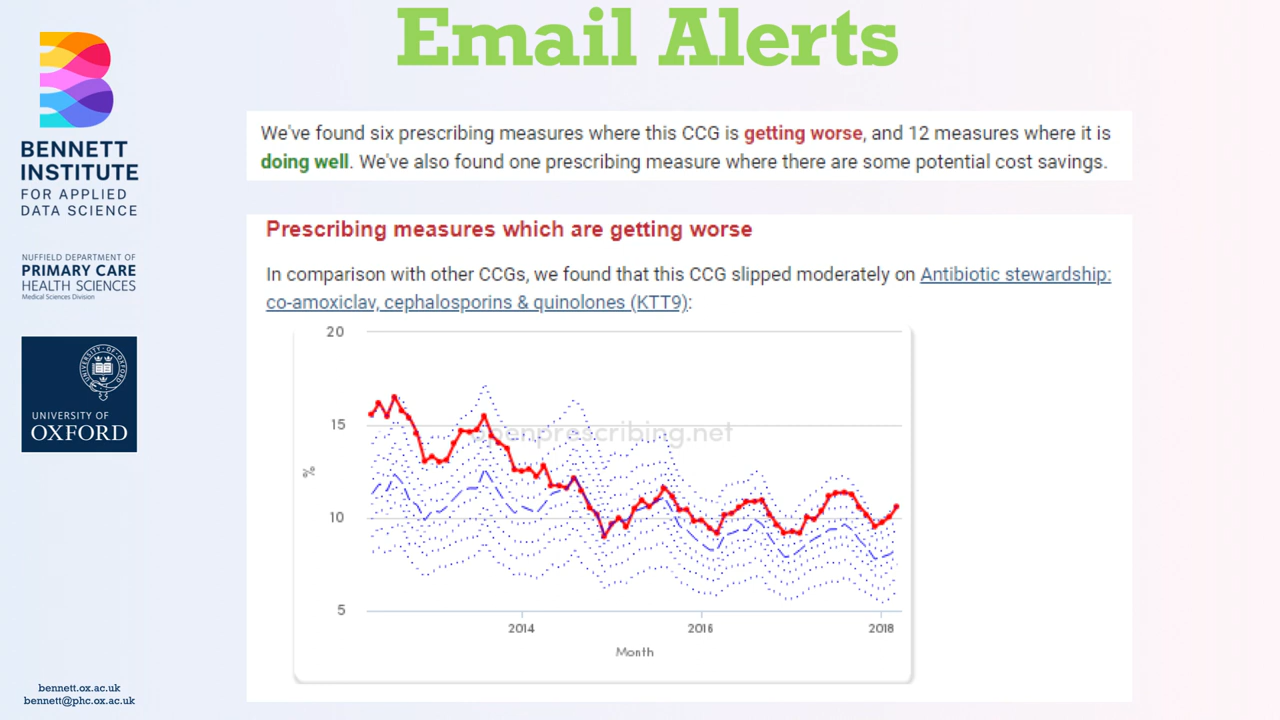 Email Alerts
BENNETT
INSTITUTE
FOR APPLIED
DATA SCIENCE
NUFFIELD DEPARTMENT OF
PRIMARY CARE
HEALTH SCIENCES
Medical Sciences Division
UNIVERSITY OF OXFORD
UNIVERSITY OF
OXFORD
bennett.ox.ac.uk
bennett@phc.ox.ac.uk
We've found six prescribing measures where this CCG is getting worse, and 12 measures where it is
doing well. We've also found one prescribing measure where there are some potential cost savings.
Prescribing measures which are getting worse
In comparison with other CCGs, we found that this CCG slipped moderately on Antibiotic stewardship:
co-amoxiclav, cephalosporins & quinolones (KTT9):
openprescribing.net
20
15
10
5
%
2014
2016
2018
Month